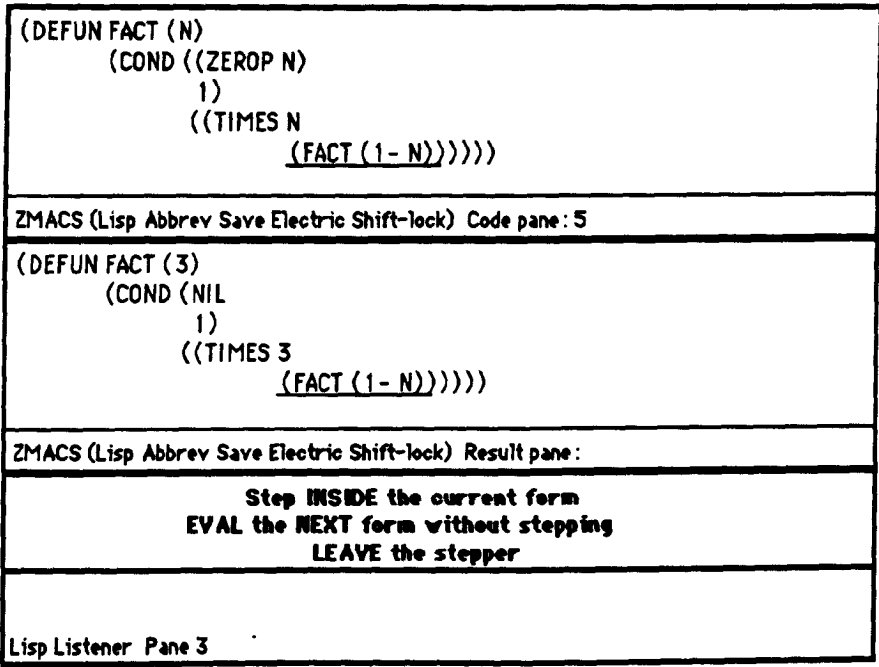 (DEFUN FACT (N)
(COND ((ZEROP N)
1)
((TIMES N
(FACT (1- N))))))
ZMACS (Lisp Abbrev Save Electric Shift-lock) Code pane: 5
(DEFUN FACT (3)
(COND (NIL
1)
((TIMES 3
(FACT (1- N))))))
ZMACS (Lisp Abbrev Save Electric Shift-lock) Result pane:
Step INSIDE the current form
EVAL the NEXT form without stepping
LEAVE the stepper
Lisp Listener Pane 3